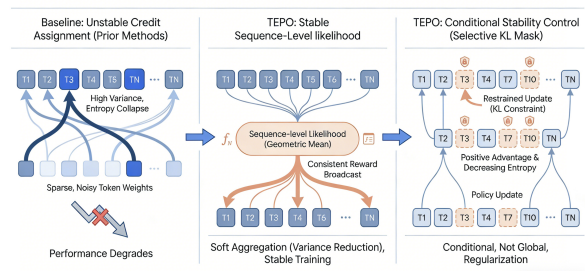 Baseline: Unstable Credit
Assignment (Prior Methods)
T1 T2 T3 T4 T5 TN ... TN
High Variance,
Entropy Collapse
Sparse, Noisy Token Weights
Performance Degrades
TEPO: Stable
Sequence-Level likelihood
T1 T2 T3 T4 T5 T6 ... TN
Sequence-level Likelihood
(Geometric Mean)
Consistent Reward
Broadcast
T1 T2 T3 T4 T6 ... TN
Soft Aggregation (Variance Reduction),
Stable Training
TEPO: Conditional Stability Control
(Selective KL Mask)
T1 T2 T3 T4 T7 T10 ... TN
Restrained Update
(KL Constraint)
T2 T3 T4 T7 T10 ... TN
Positive Advantage &
Decreasing Entropy
Policy Update
T1 T2 T3 T4 T7 T10 ... TN
Conditional, Not Global,
Regularization